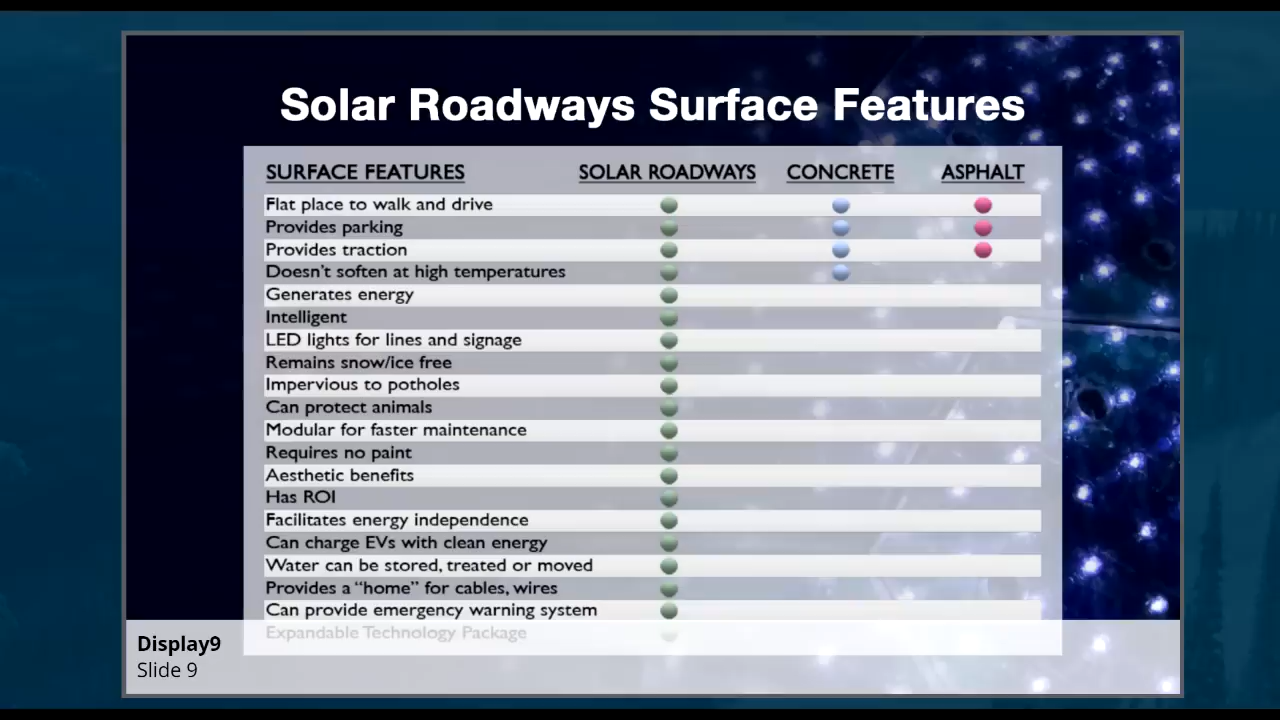 Solar Roadways Surface Features
SURFACE FEATURES SOLAR ROADWAYS CONCRETE ASPHALT
Flat place to walk and drive
Provides parking
Provides traction
Doesn't soften at high temperatures
Generates energy
Intelligent
LED lights for lines and signage
Remains snow/ice free
Impervious to potholes
Can protect animals
Modular for faster maintenance
Requires no paint
Aesthetic benefits
Has ROI
Facilitates energy independence
Can charge EVs with clean energy
Water can be stored, treated or moved
Provides a “home” for cables, wires
Can provide emergency warning system
Expandable Technology Package
Display9
Slide 9